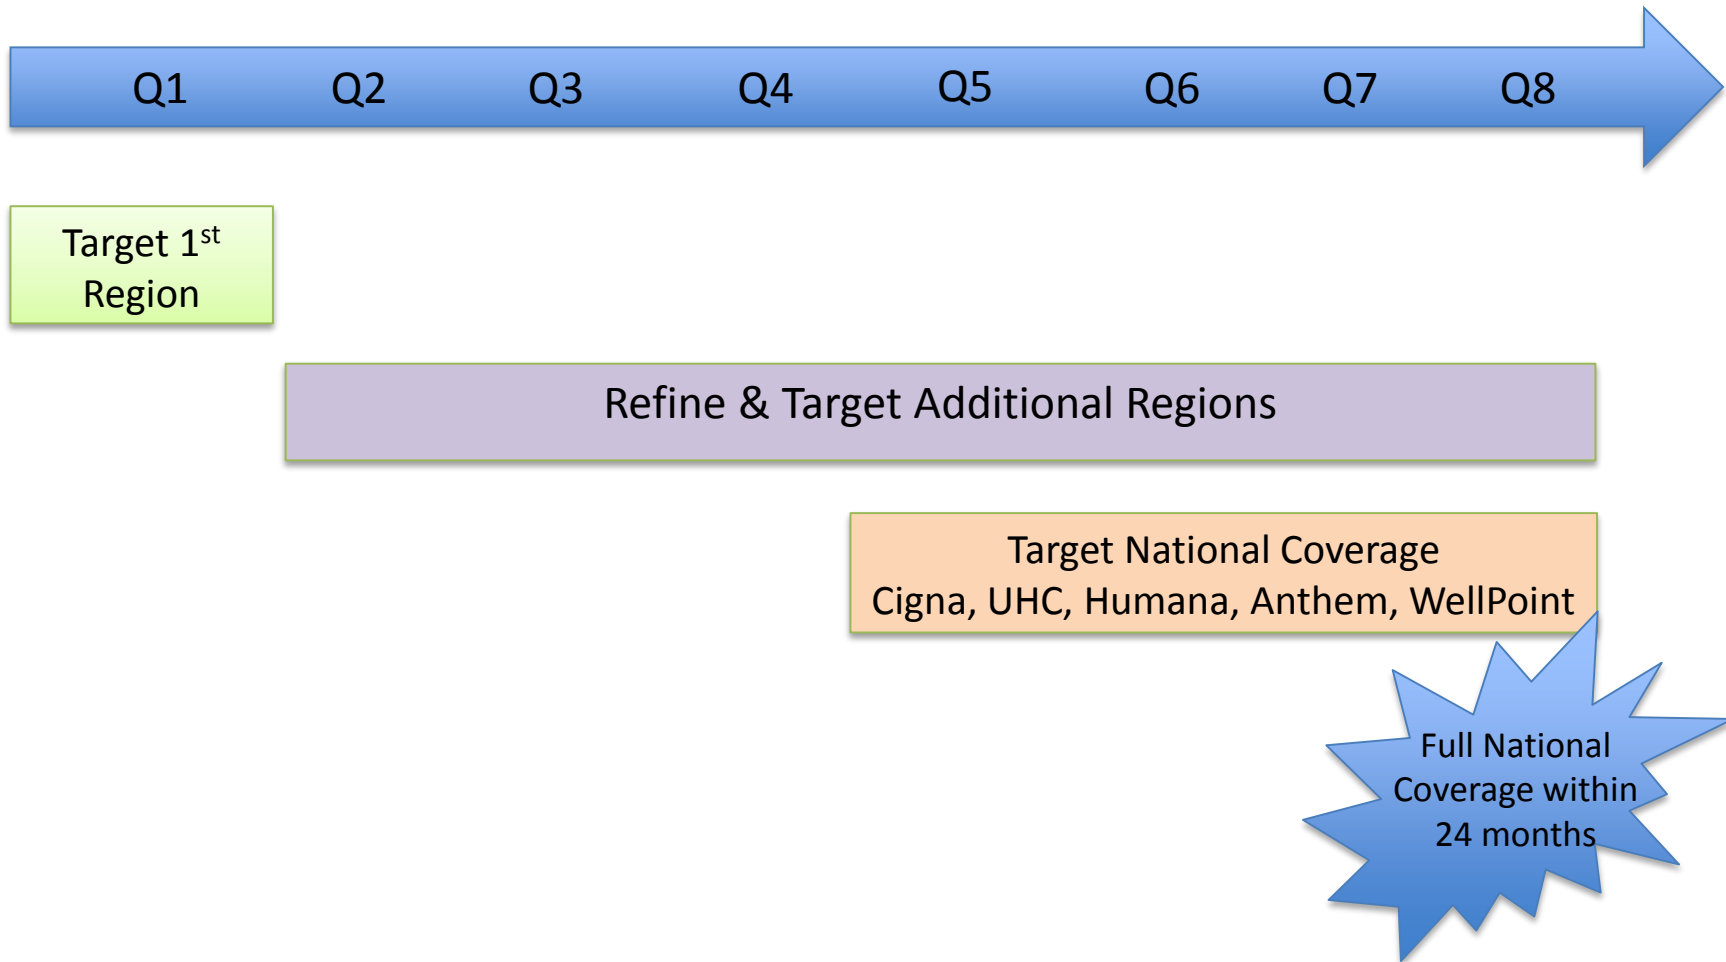 Q1 Q2 Q3 Q4 Q5 Q6 Q7 Q8
Target 1st
Region
Refine & Target Additional Regions
Target National Coverage
Cigna, UHC, Humana, Anthem, WellPoint
Full National
Coverage within
24 months